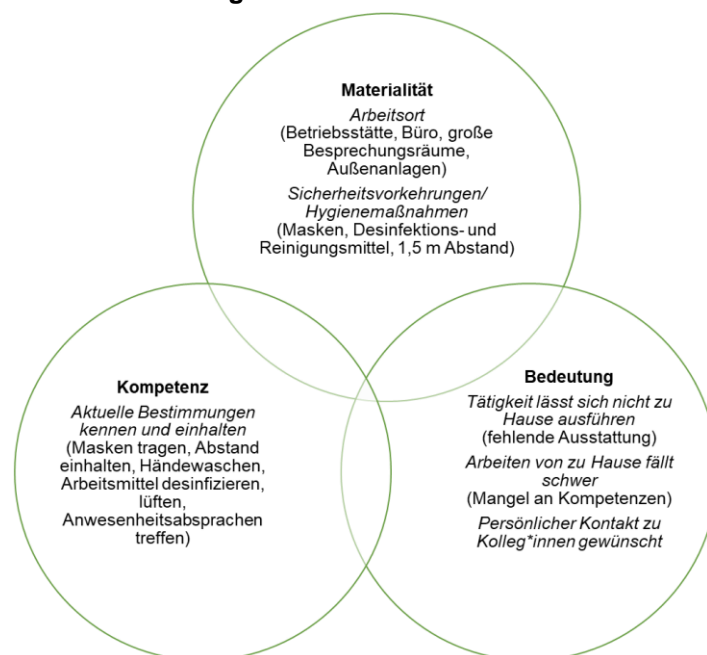 Materialität
Arbeitsort
(Betriebsstätte, Büro, große
Besprechungsräume,
Außenanlagen)
Sicherheitsvorkehrungen/
Hygienemaßnahmen
(Masken, Desinfektions- und
Reinigungsmittel, 1,5 m Abstand)
Kompetenz
Aktuelle Bestimmungen
kennen und einhalten
(Masken tragen, Abstand
einhalten, Händewaschen,
Arbeitsmittel desinfizieren,
lüften,
Anwesenheitsabsprachen
treffen)
Bedeutung
Tätigkeit lässt sich nicht zu
Hause ausführen
(fehlende Ausstattung)
Arbeiten von zu Hause fällt
schwer
(Mangel an Kompetenzen)
Persönlicher Kontakt zu
Kolleg*innen gewünscht